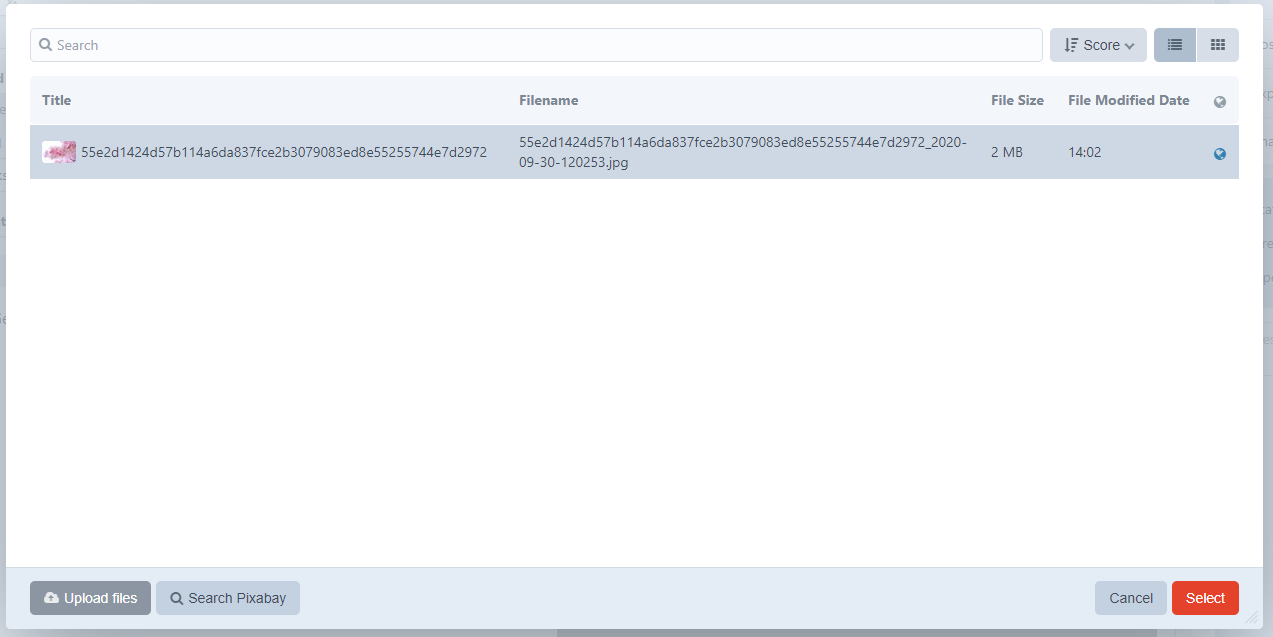 Search
Score
Title
Filename
File Size
File Modified Date
55e2d1424d57b114a6da837fce2b3079083ed8e55255744e7d2972
55e2d1424d57b114a6da837fce2b3079083ed8e55255744e7d2972_2020-
09-30-120253.jpg
2 MB
14:02
Upload files
Search Pixabay
Cancel
Select